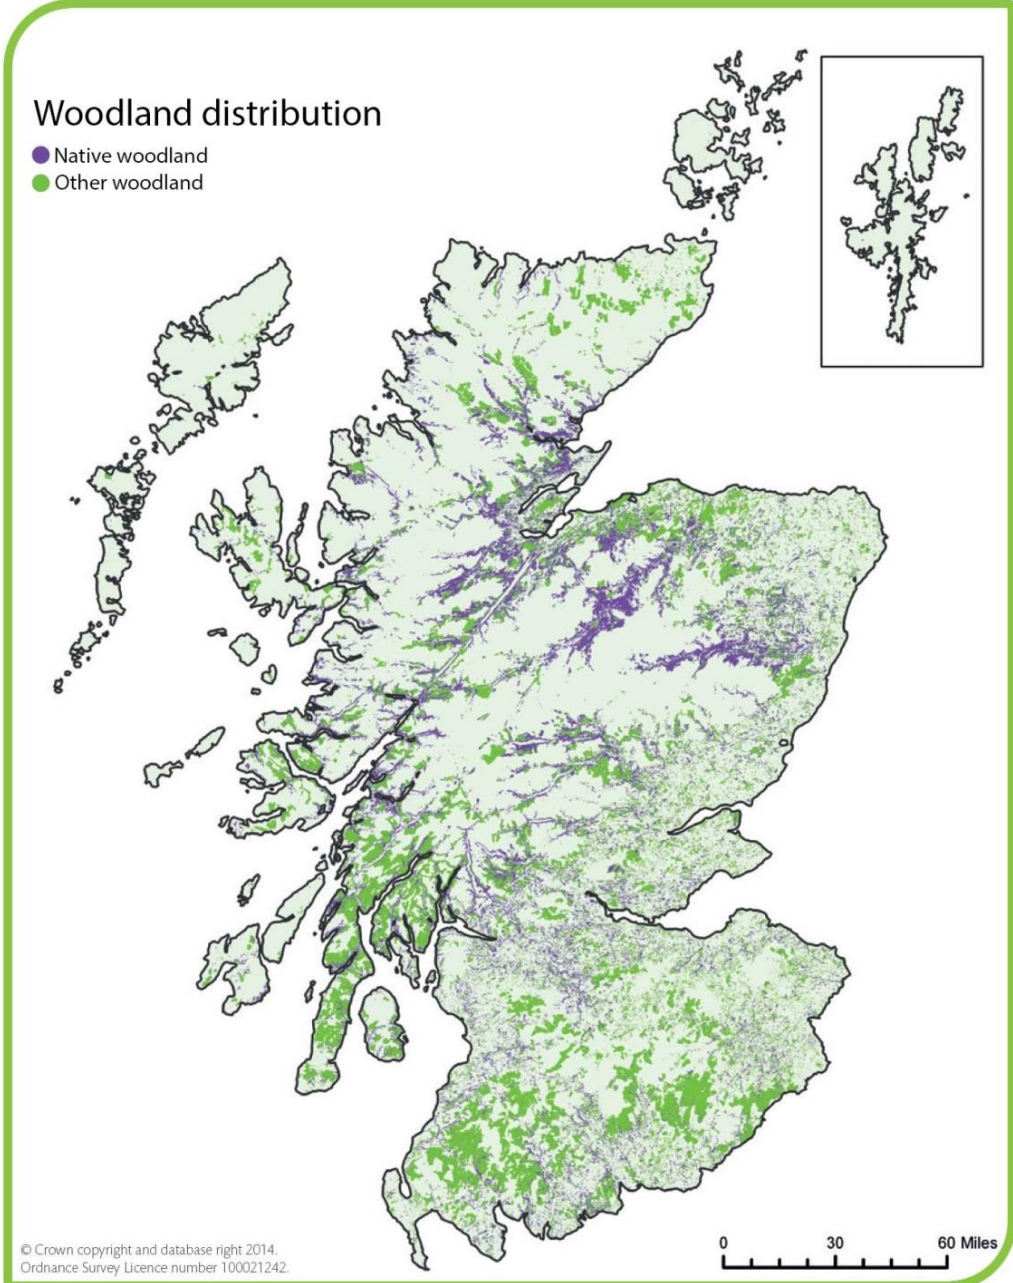 Woodland distribution
Native woodland
Other woodland
© Crown copyright and database right 2014.
Ordnance Survey Licence number 100021242.
0 30 60 Miles